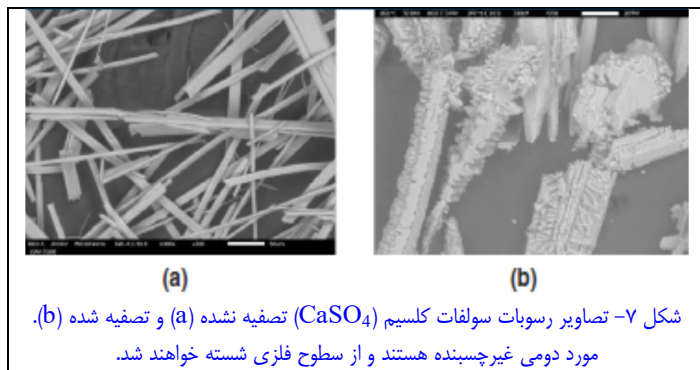 (a)
(b)
شکل ۷- تصاویر رسوبات سولفات کلسیم (CaSO₄) تصفیه نشده (a) و تصفیه شده (b).
مورد دومی غیرچسبنده هستند و از سطوح فلزی شسته خواهند شد.